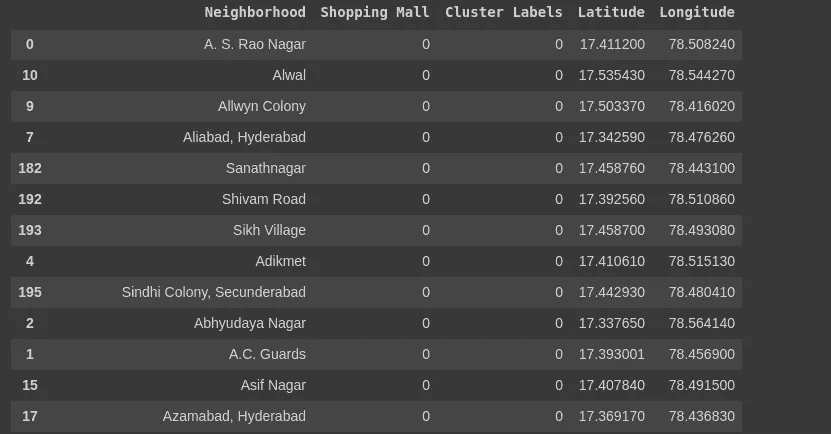 Neighborhood Shopping Mall Cluster Labels Latitude Longitude
0 A. S. Rao Nagar 0 0 17.411200 78.508240
10 Alwal 0 0 17.535430 78.544270
9 Allwyn Colony 0 0 17.503370 78.416020
7 Aliabad, Hyderabad 0 0 17.342590 78.476260
182 Sanathnagar 0 0 17.458760 78.443100
192 Shivam Road 0 0 17.392560 78.510860
193 Sikh Village 0 0 17.458700 78.493080
4 Adikmet 0 0 17.410610 78.515130
195 Sindhi Colony, Secunderabad 0 0 17.442930 78.480410
2 Abhyudaya Nagar 0 0 17.337650 78.564140
1 A.C. Guards 0 0 17.393001 78.456900
15 Asif Nagar 0 0 17.407840 78.491500
17 Azamabad, Hyderabad 0 0 17.369170 78.436830